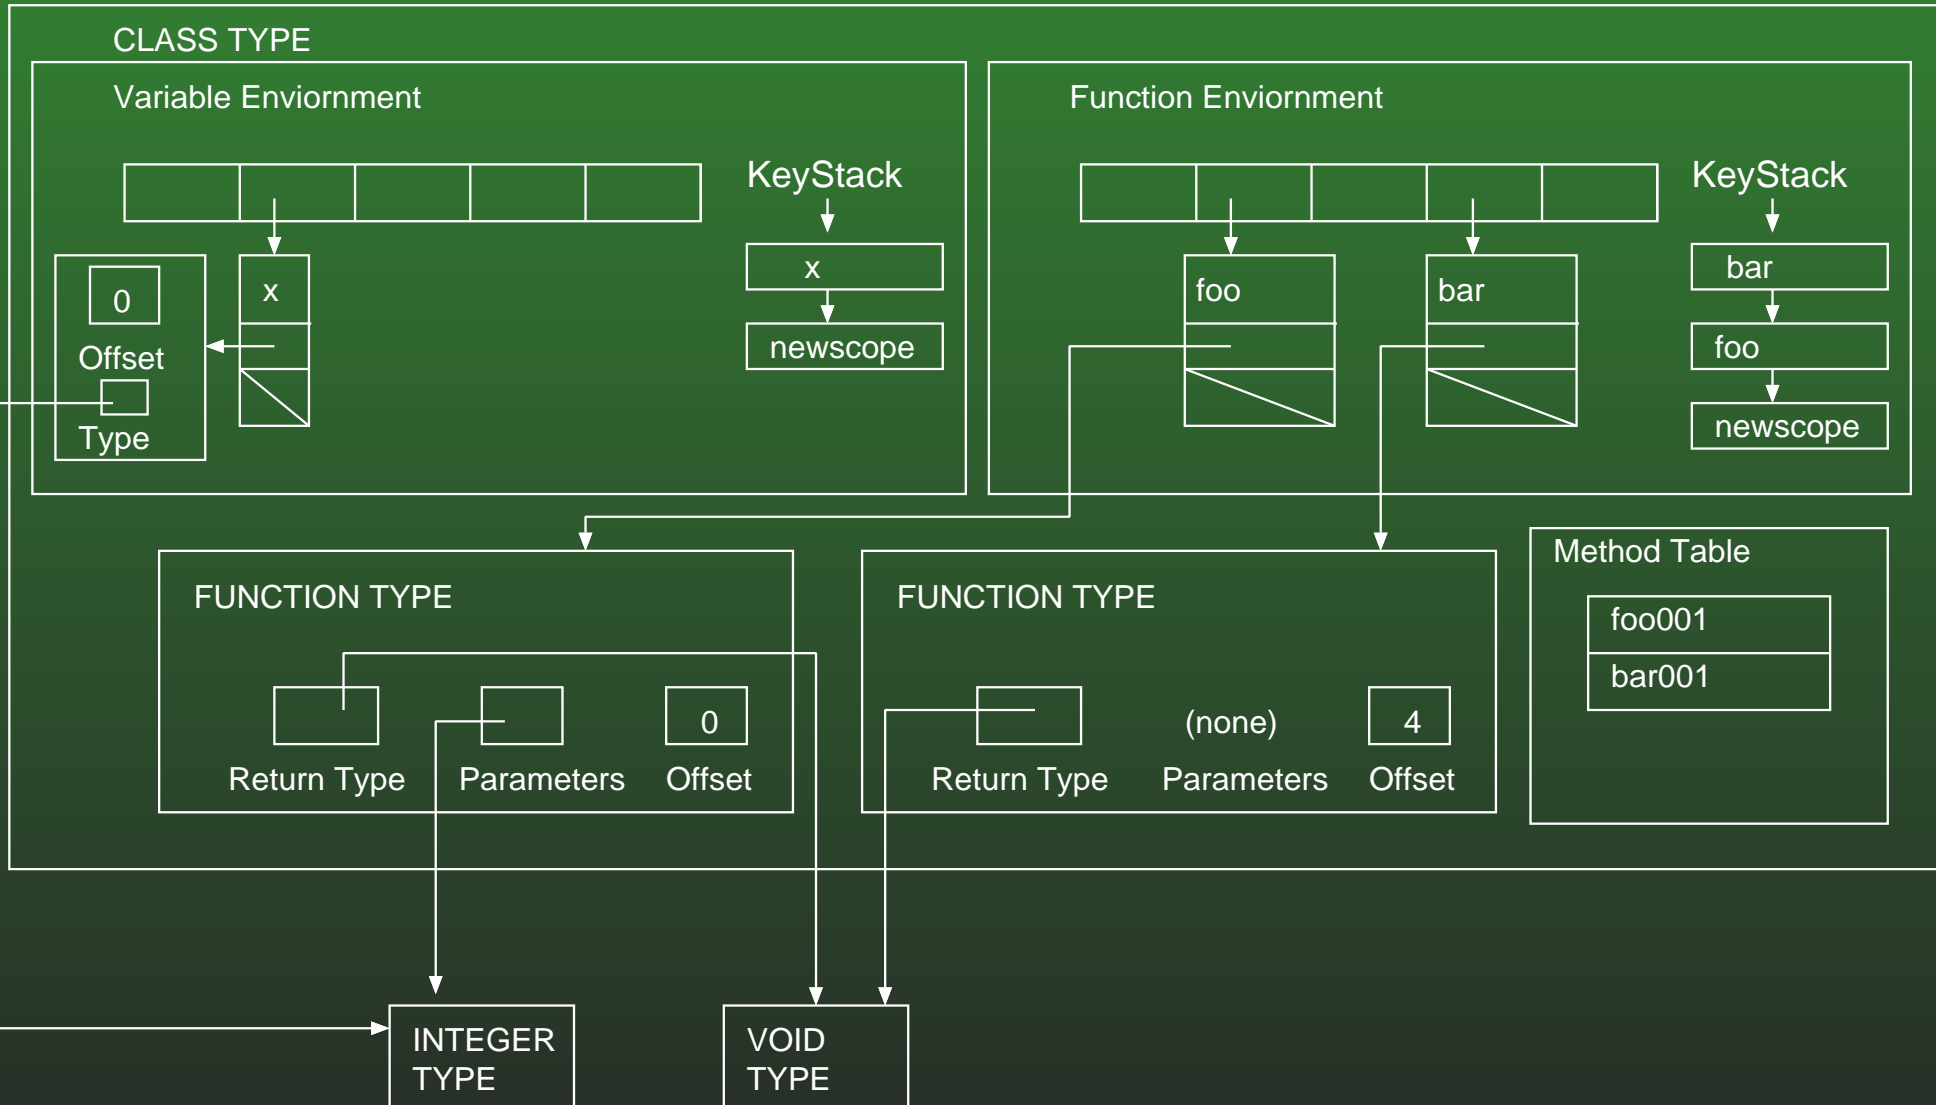 CLASS TYPE
Variable Enviornment
KeyStack
x
newscope
0
Offset
Type
x
Function Enviornment
KeyStack
bar
foo
newscope
foo
bar
FUNCTION TYPE
0
Return Type
Parameters
Offset
FUNCTION TYPE
(none)
4
Return Type
Parameters
Offset
Method Table
foo001
bar001
INTEGER
TYPE
VOID
TYPE